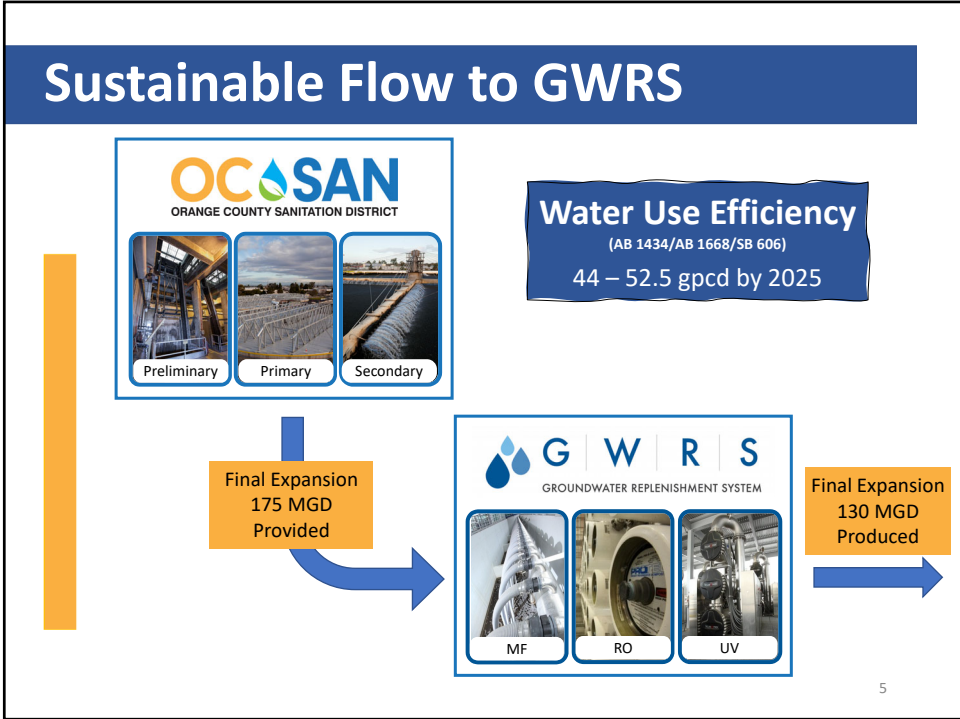 Sustainable Flow to GWRS
OC SAN
ORANGE COUNTY SANITATION DISTRICT
Preliminary
Primary
Secondary
Water Use Efficiency
(AB 1434/AB 1668/SB 606)
44 – 52.5 gpcd by 2025
Final Expansion
175 MGD
Provided
G W R S
GROUNDWATER REPLENISHMENT SYSTEM
MF
RO
UV
Final Expansion
130 MGD
Produced
5